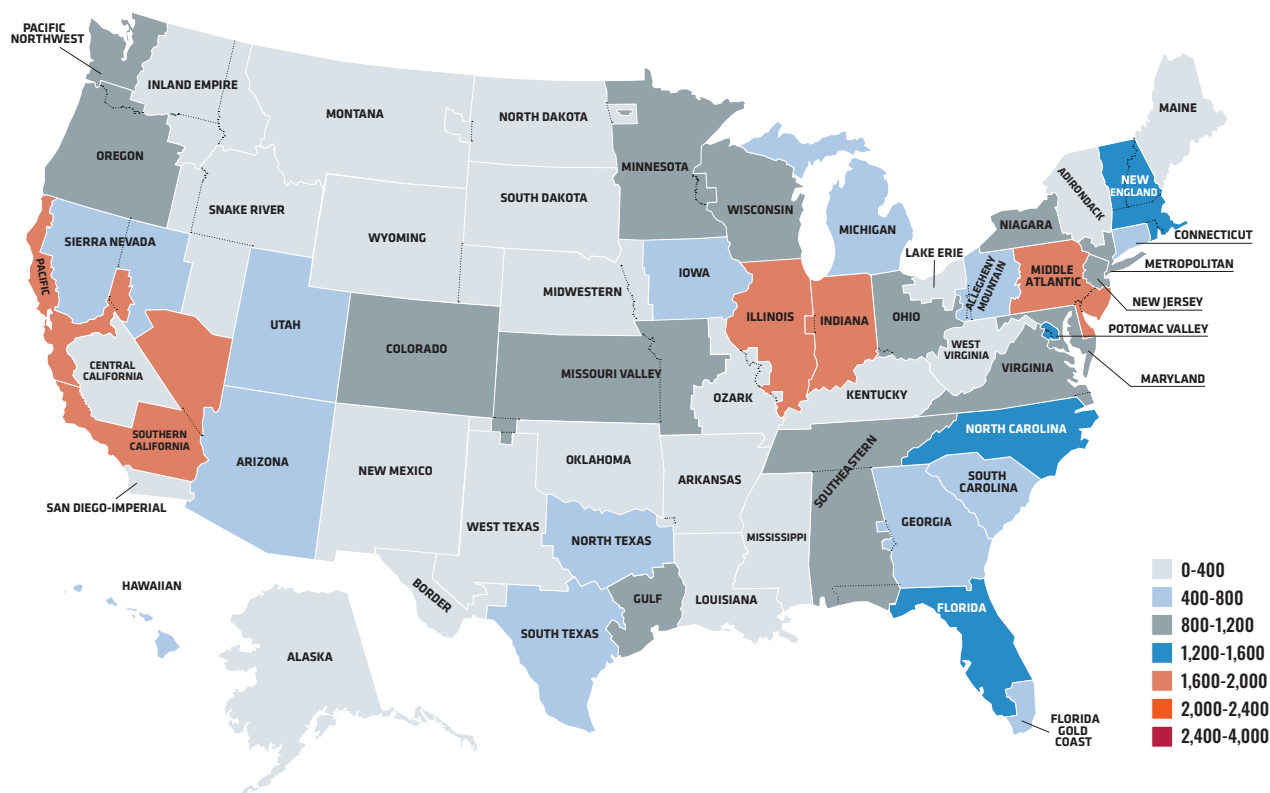 PACIFIC
NORTHWEST
INLAND EMPIRE
MONTANA
NORTH DAKOTA
MINNESOTA
MAINE
OREGON
SOUTH DAKOTA
WISCONSIN
MICHIGAN
ADIRONDACK
NEW
ENGLAND
SNAKE RIVER
WYOMING
NIAGARA
CONNECTICUT
SIERRA NEVADA
PACIFIC
LAKE ERIE
METROPOLITAN
IOWA
MIDWESTERN
ALLEGHENY
MOUNTAIN
MIDDLE
ATLANTIC
NEW JERSEY
UTAH
COLORADO
ILLINOIS
INDIANA
OHIO
POTOMAC VALLEY
WEST
VIRGINIA
CENTRAL
CALIFORNIA
MISSOURI VALLEY
VIRGINIA
MARYLAND
OZARK
KENTUCKY
SOUTHERN
CALIFORNIA
ARIZONA
NEW MEXICO
OKLAHOMA
ARKANSAS
SOUTHEASTERN
NORTH CAROLINA
SOUTH
CAROLINA
SAN DIEGO-IMPERIAL
WEST TEXAS
NORTH TEXAS
MISSISSIPPI
GEORGIA
HAWAIIAN
BORDER
GULF
LOUISIANA
FLORIDA
SOUTH TEXAS
ALASKA
FLORIDA
GOLD
COAST
0-400
400-800
800-1,200
1,200-1,600
1,600-2,000
2,000-2,400
2,400-4,000